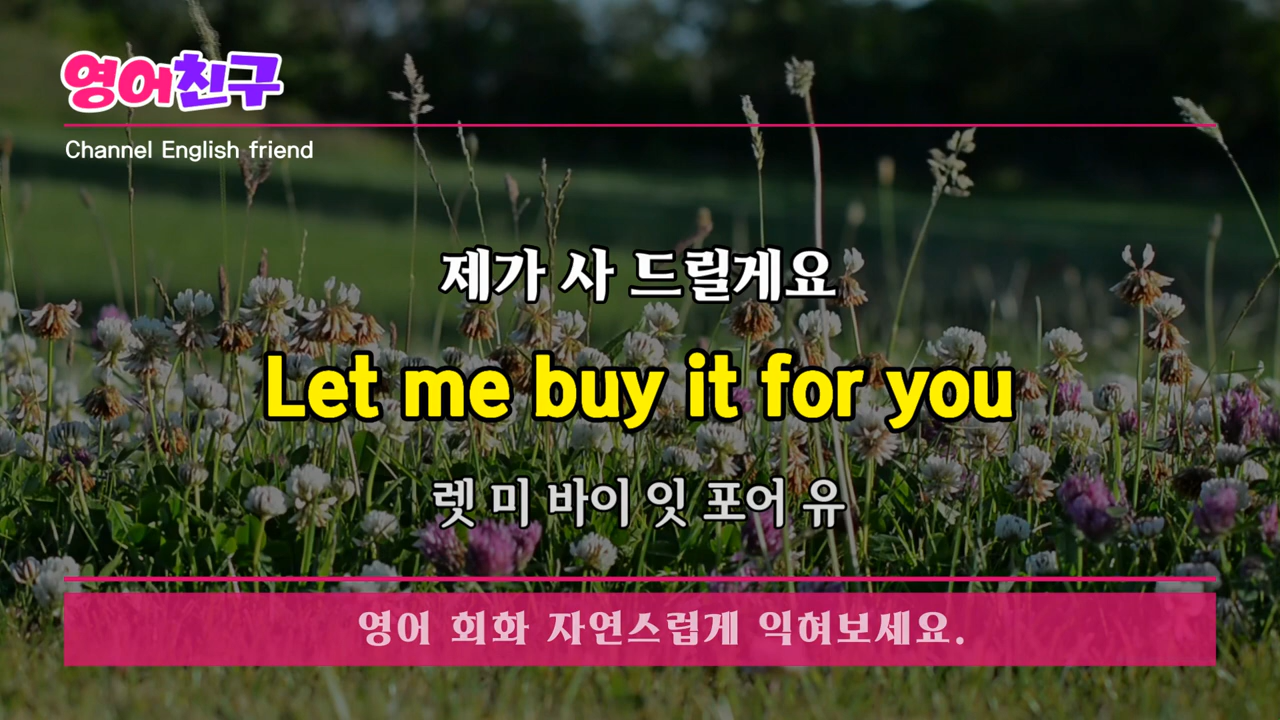 영어친구
Channel English friend
제가 사 드릴게요
Let me buy it for you
렛 미 바이 잇 포어 유
영어 회화 자연스럽게 익혀보세요.